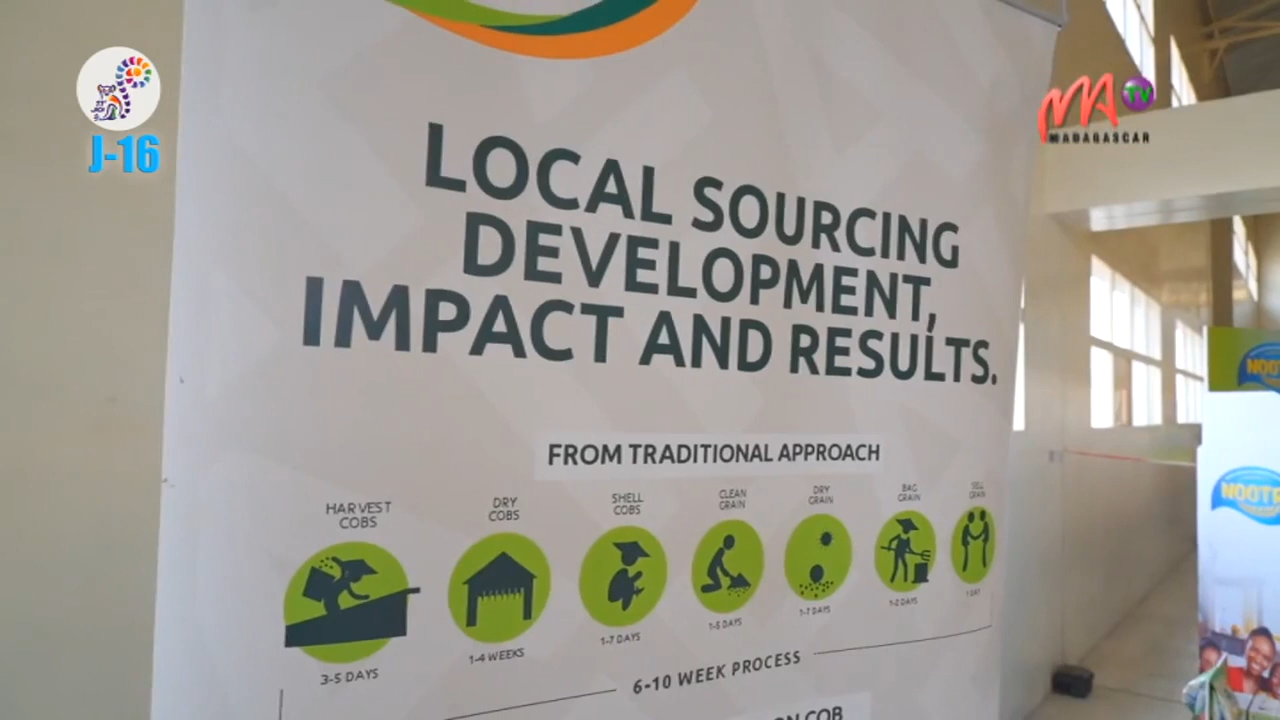 J-16
MA TV
MADAGASCAR
LOCAL SOURCING
DEVELOPMENT,
IMPACT AND RESULTS.
FROM TRADITIONAL APPROACH
HARVEST
COBS
DRY
COBS
SHELL
COBS
CLEAN
GRAIN
DRY
GRAIN
BAG
GRAIN
SELL
GRAIN
3-5 DAYS
1-4 WEEKS
1-7 DAYS
1-5 DAYS
1-7 DAYS
1-2 DAYS
1 DAY
6-10 WEEK PROCESS
COB